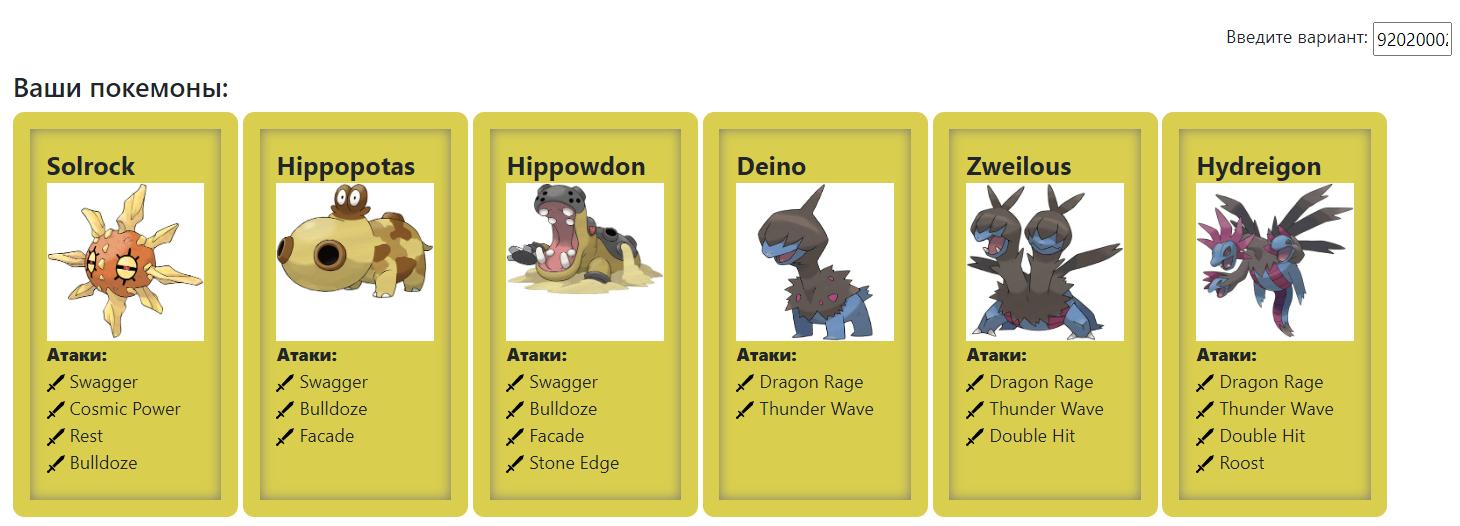 Введите вариант: 9202000
Ваши покемоны:
Solrock
Атаки:
Swagger
Cosmic Power
Rest
Bulldoze
Hippopotas
Атаки:
Swagger
Bulldoze
Facade
Hippowdon
Атаки:
Swagger
Bulldoze
Facade
Stone Edge
Deino
Атаки:
Dragon Rage
Thunder Wave
Zweilous
Атаки:
Dragon Rage
Thunder Wave
Double Hit
Hydreigon
Атаки:
Dragon Rage
Thunder Wave
Double Hit
Roost